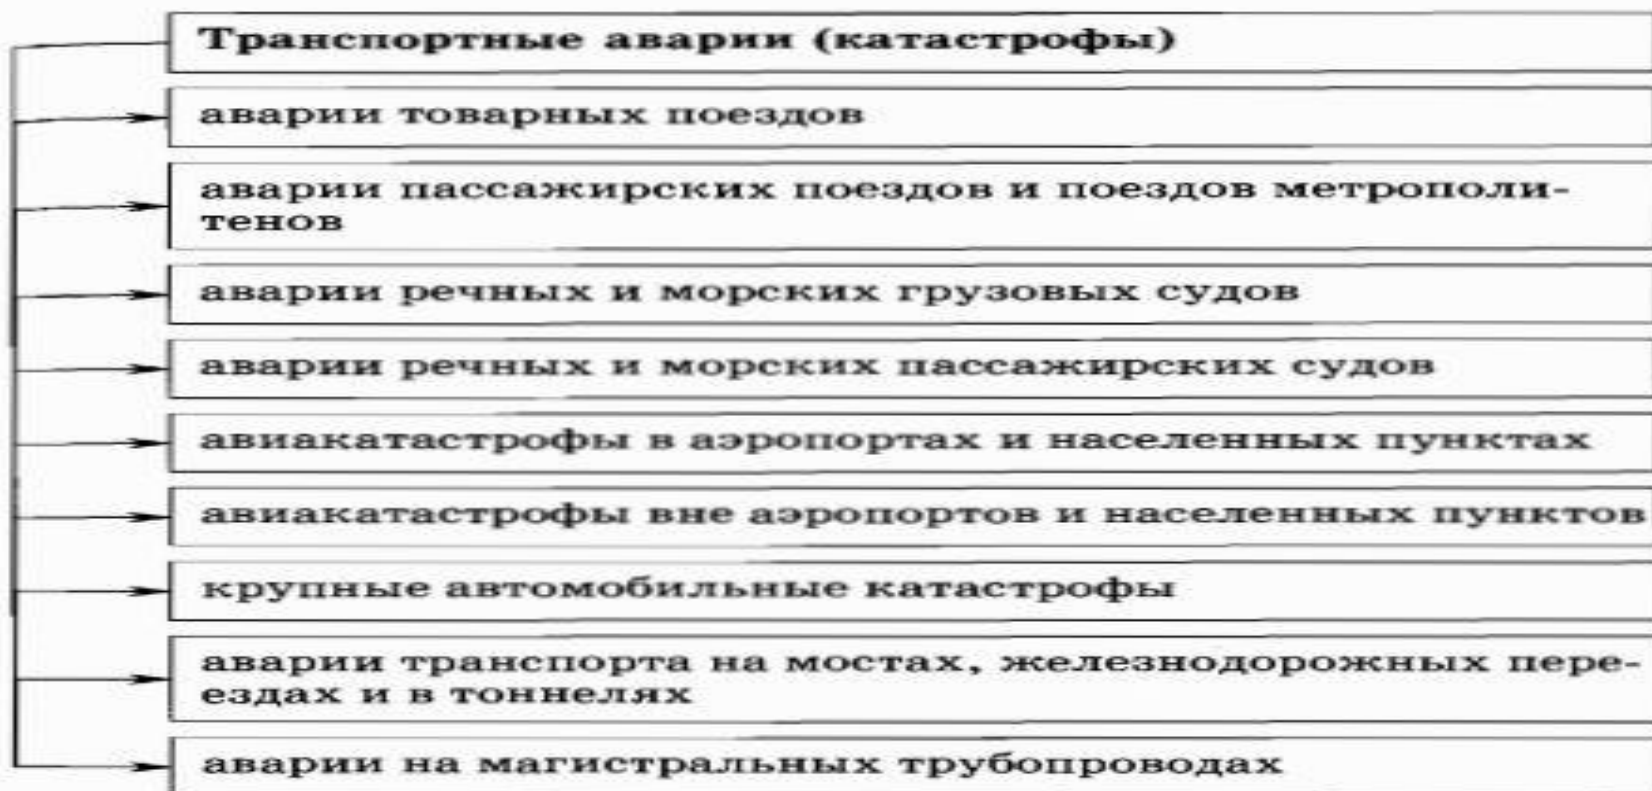 Транспортные аварии (катастрофы)
аварии товарных поездов
аварии пассажирских поездов и поездов метрополи-
тенов
аварии речных и морских грузовых судов
аварии речных и морских пассажирских судов
авиакатастрофы в аэропортах и населенных пунктах
авиакатастрофы вне аэропортов и населенных пунктов
крупные автомобильные катастрофы
аварии транспорта на мостах, железнодорожных пере-
ездах и в тоннелях
аварии на магистральных трубопроводах